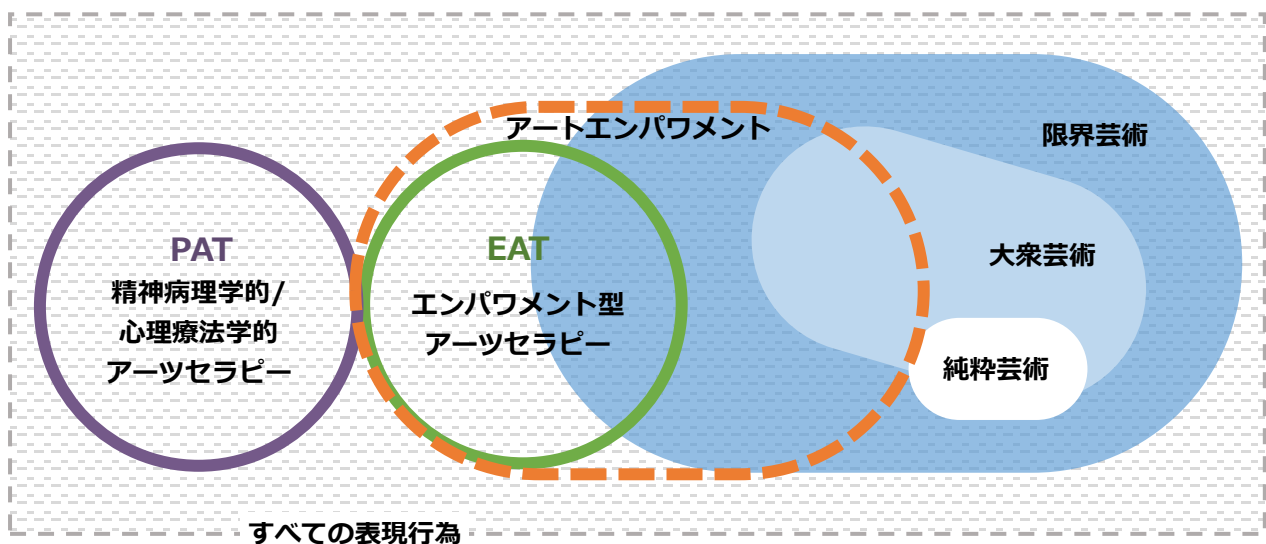 アートエンパワメント
限界芸術
PAT
精神病理学的/
心理療法学的
アーツセラピー
EAT
エンパワメント型
アーツセラピー
大衆芸術
純粋芸術
すべての表現行為